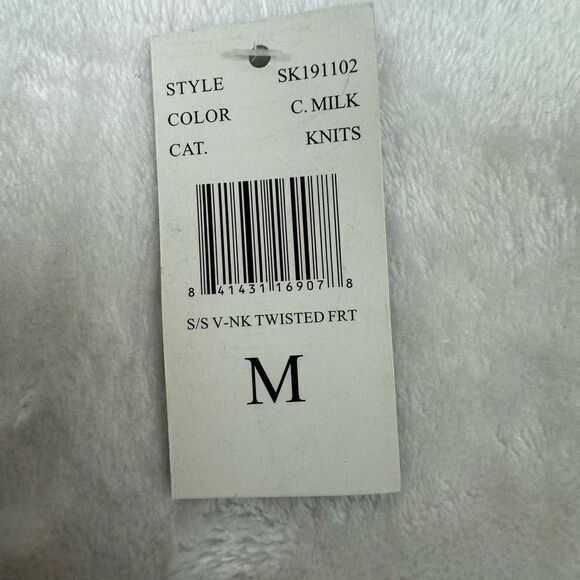 STYLE SK191102
COLOR C. MILK
CAT. KNITS
8 41431 16907 8
S/S V-NK TWISTED FRT
M